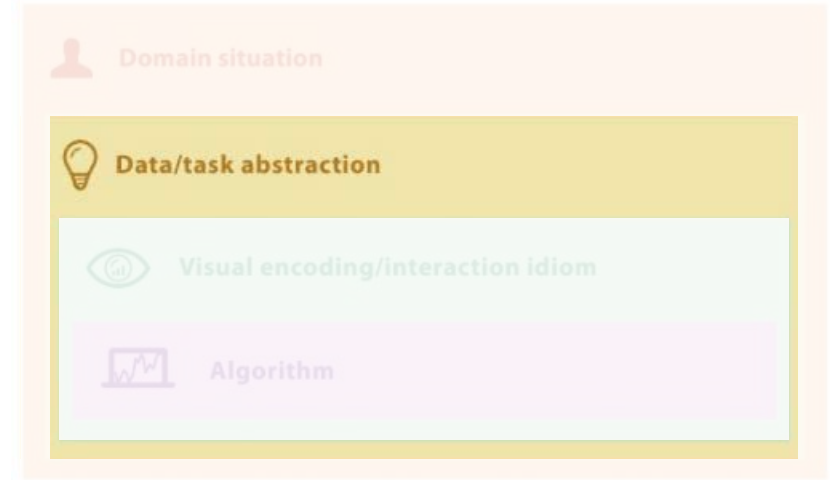 Domain situation
Data/task abstraction
Visual encoding/interaction idiom
Algorithm